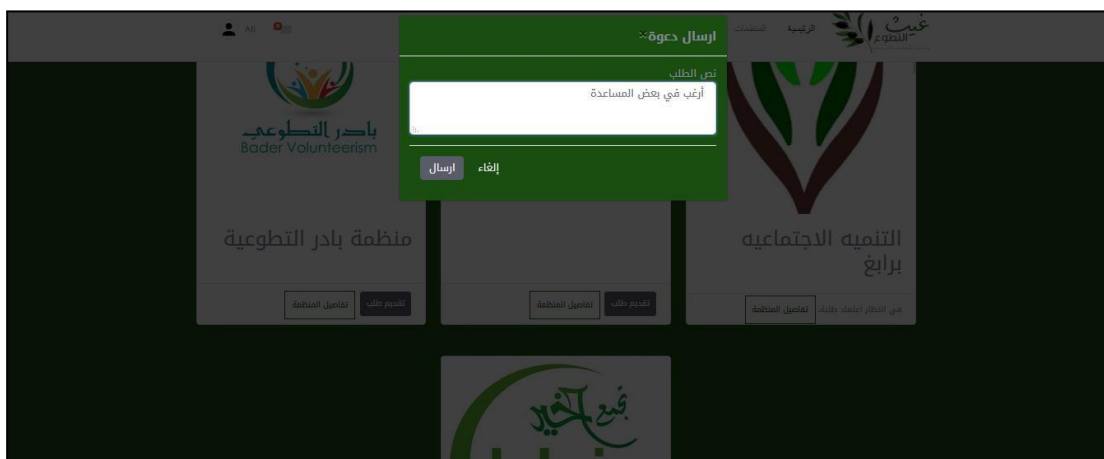 غيث التطوع
الرئيسية
المنظمات
Ali
ارسال دعوة×
نص الطلب
أرغب في بعض المساعدة
إلغاء
ارسال
التنميه الاجتماعيه
برابغ
في انتظار اعتماد طلبك
تفاصيل المنظمة
تقديم طلب
تفاصيل المنظمة
بادر التطوعي
Bader Volunteerism
منظمة بادر التطوعية
تقديم طلب
تفاصيل المنظمة
تجمع الخير